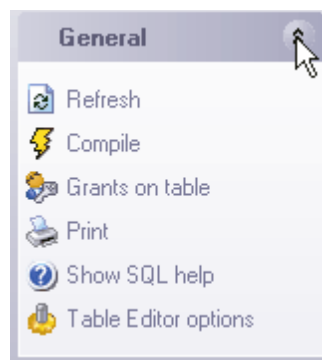 General
Refresh
Compile
Grants on table
Print
Show SQL help
Table Editor options